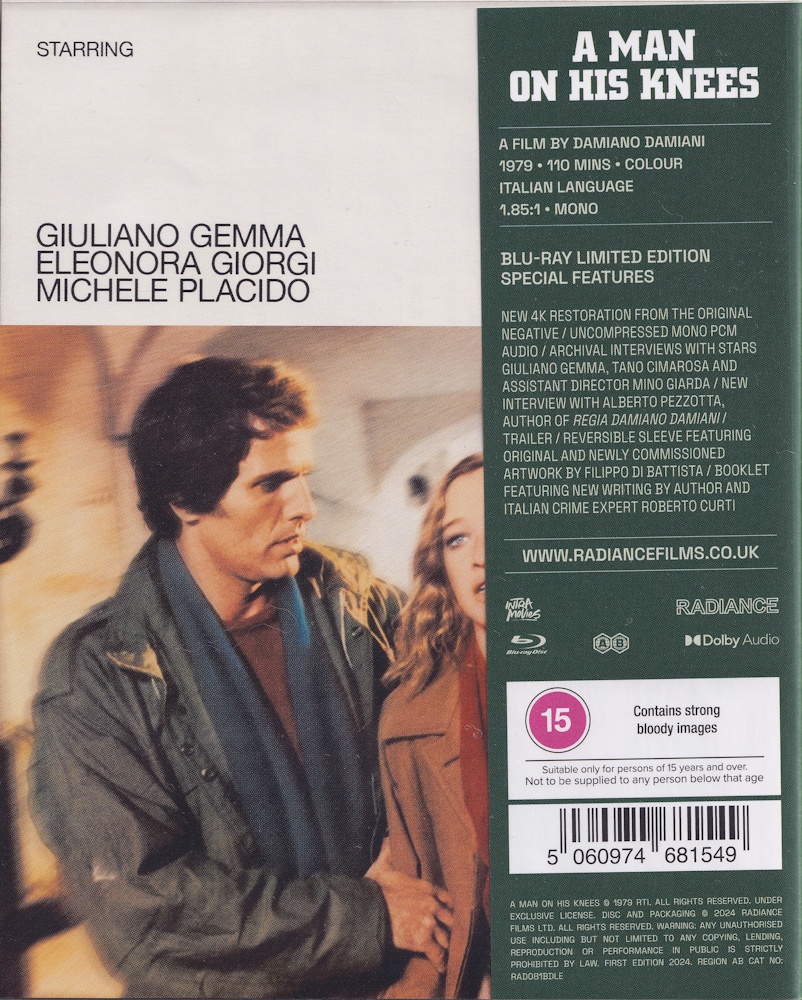 STARRING
GIULIANO GEMMA
ELEONORA GIORGI
MICHELE PLACIDO
A MAN
ON HIS KNEES
A FILM BY DAMIANO DAMIANI
1979 • 110 MINS • COLOUR
ITALIAN LANGUAGE
1.85:1 • MONO
BLU-RAY LIMITED EDITION
SPECIAL FEATURES
NEW 4K RESTORATION FROM THE ORIGINAL
NEGATIVE / UNCOMPRESSED MONO PCM
AUDIO / ARCHIVAL INTERVIEWS WITH STARS
GIULIANO GEMMA, TANO CIMAROSA AND
ASSISTANT DIRECTOR MINO GIARDA / NEW
INTERVIEW WITH ALBERTO PEZZOTTA,
AUTHOR OF REGIA DAMIANO DAMIANI /
TRAILER / REVERSIBLE SLEEVE FEATURING
ORIGINAL AND NEWLY COMMISSIONED
ARTWORK BY FILIPPO DI BATTISTA / BOOKLET
FEATURING NEW WRITING BY AUTHOR AND
ITALIAN CRIME EXPERT ROBERTO CURTI
WWW.RADIANCEFILMS.CO.UK
INTRA
Movies
RADIANCE
Blu-ray Disc
A B
Dolby Audio
15
Contains strong
bloody images
Suitable only for persons of 15 years and over.
Not to be supplied to any person below that age
5 060974 681549
A MAN ON HIS KNEES © 1979 RTI. ALL RIGHTS RESERVED. UNDER
EXCLUSIVE LICENSE. DISC AND PACKAGING © 2024 RADIANCE
FILMS LTD. ALL RIGHTS RESERVED. WARNING: ANY UNAUTHORISED
USE INCLUDING BUT NOT LIMITED TO ANY COPYING, LENDING,
REPRODUCTION OR PERFORMANCE IN PUBLIC IS STRICTLY
PROHIBITED BY LAW. FIRST EDITION 2024. REGION AB CAT NO:
RAD081BDLE